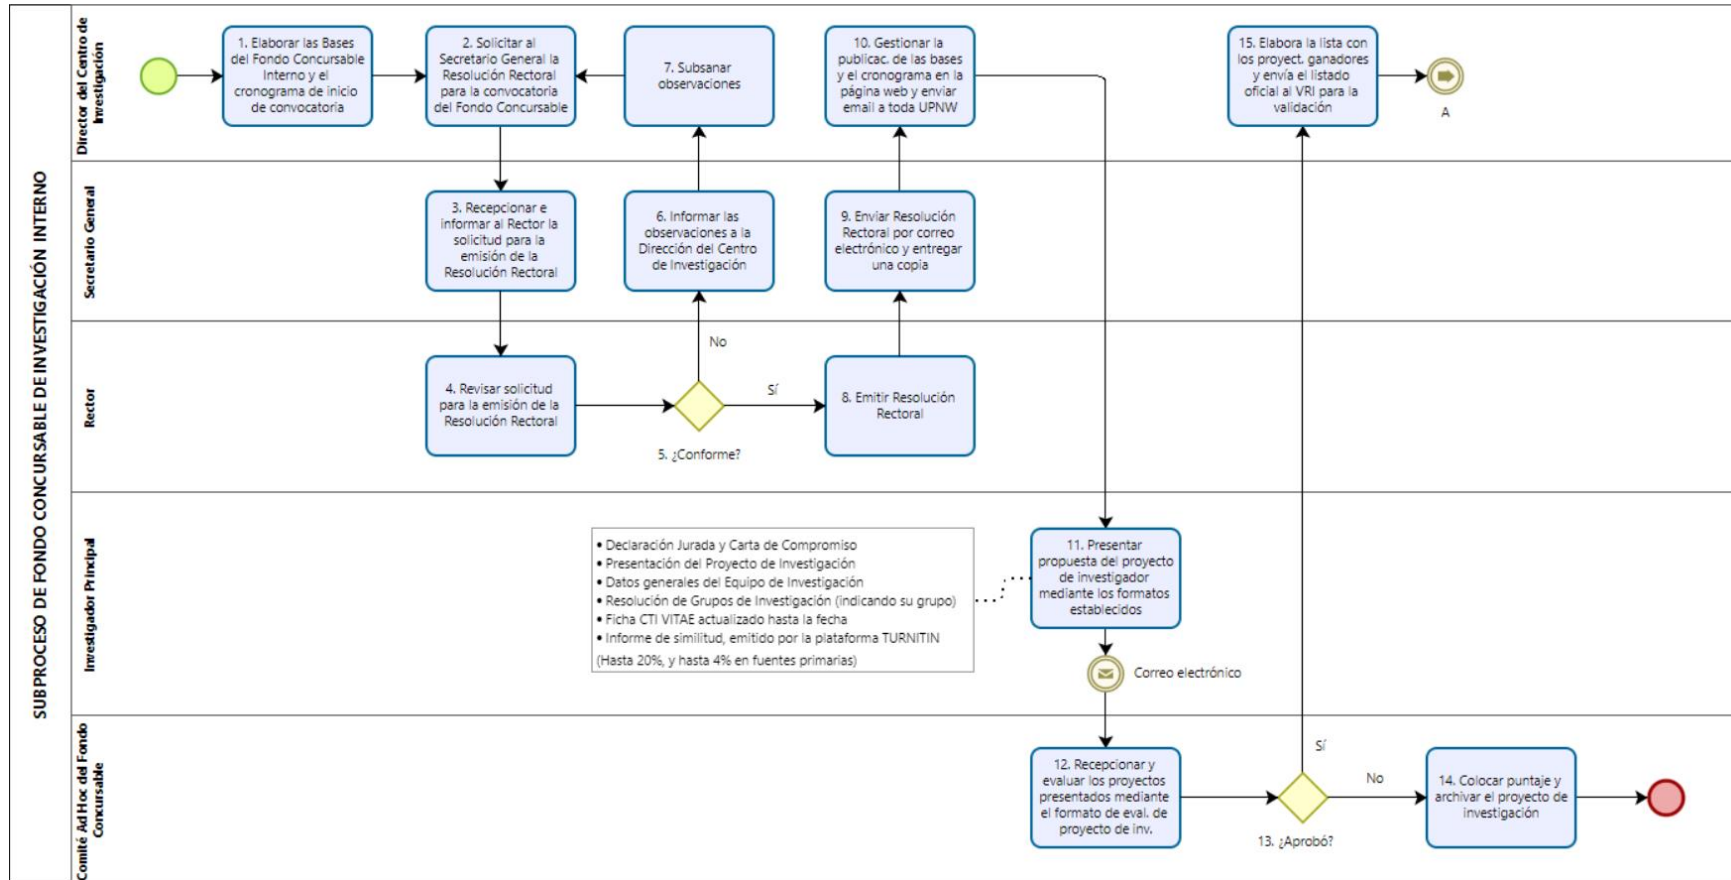 SUBPROCESO DE FONDO CONCURSABLE DE INVESTIGACIÓN INTERNO
Director del Centro de
Investigación
1. Elaborar las Bases
del Fondo Concursable
Interno y el
cronograma de inicio
de convocatoria
2. Solicitar al
Secretario General la
Resolución Rectoral
para la convocatoria
del Fondo Concursable
7. Subsanar
observaciones
10. Gestionar la
publicac. de las bases
y el cronograma en la
página web y enviar
email a toda UPNW
15. Elabora la lista con
los proyect. ganadores
y envía el listado
oficial al VRI para la
validación
A
Secretario General
3. Recepcionar e
informar al Rector la
solicitud para la
emisión de la
Resolución Rectoral
6. Informar las
observaciones a la
Dirección del Centro
de Investigación
9. Enviar Resolución
Rectoral por correo
electrónico y entregar
una copia
Rector
4. Revisar solicitud
para la emisión de la
Resolución Rectoral
No
Sí
5. ¿Conforme?
8. Emitir Resolución
Rectoral
Investigador Principal
• Declaración Jurada y Carta de Compromiso
• Presentación del Proyecto de Investigación
• Datos generales del Equipo de Investigación
• Resolución de Grupos de Investigación (indicando su grupo)
• Ficha CTI VITAE actualizado hasta la fecha
• Informe de similitud, emitido por la plataforma TURNITIN
(Hasta 20%, y hasta 4% en fuentes primarias)
11. Presentar
propuesta del proyecto
de investigador
mediante los formatos
establecidos
Correo electrónico
Comité Ad Hoc del Fondo
Concursable
12. Recepcionar y
evaluar los proyectos
presentados mediante
el formato de eval. de
proyecto de inv.
Sí
No
13. ¿Aprobó?
14. Colocar puntaje y
archivar el proyecto de
investigación